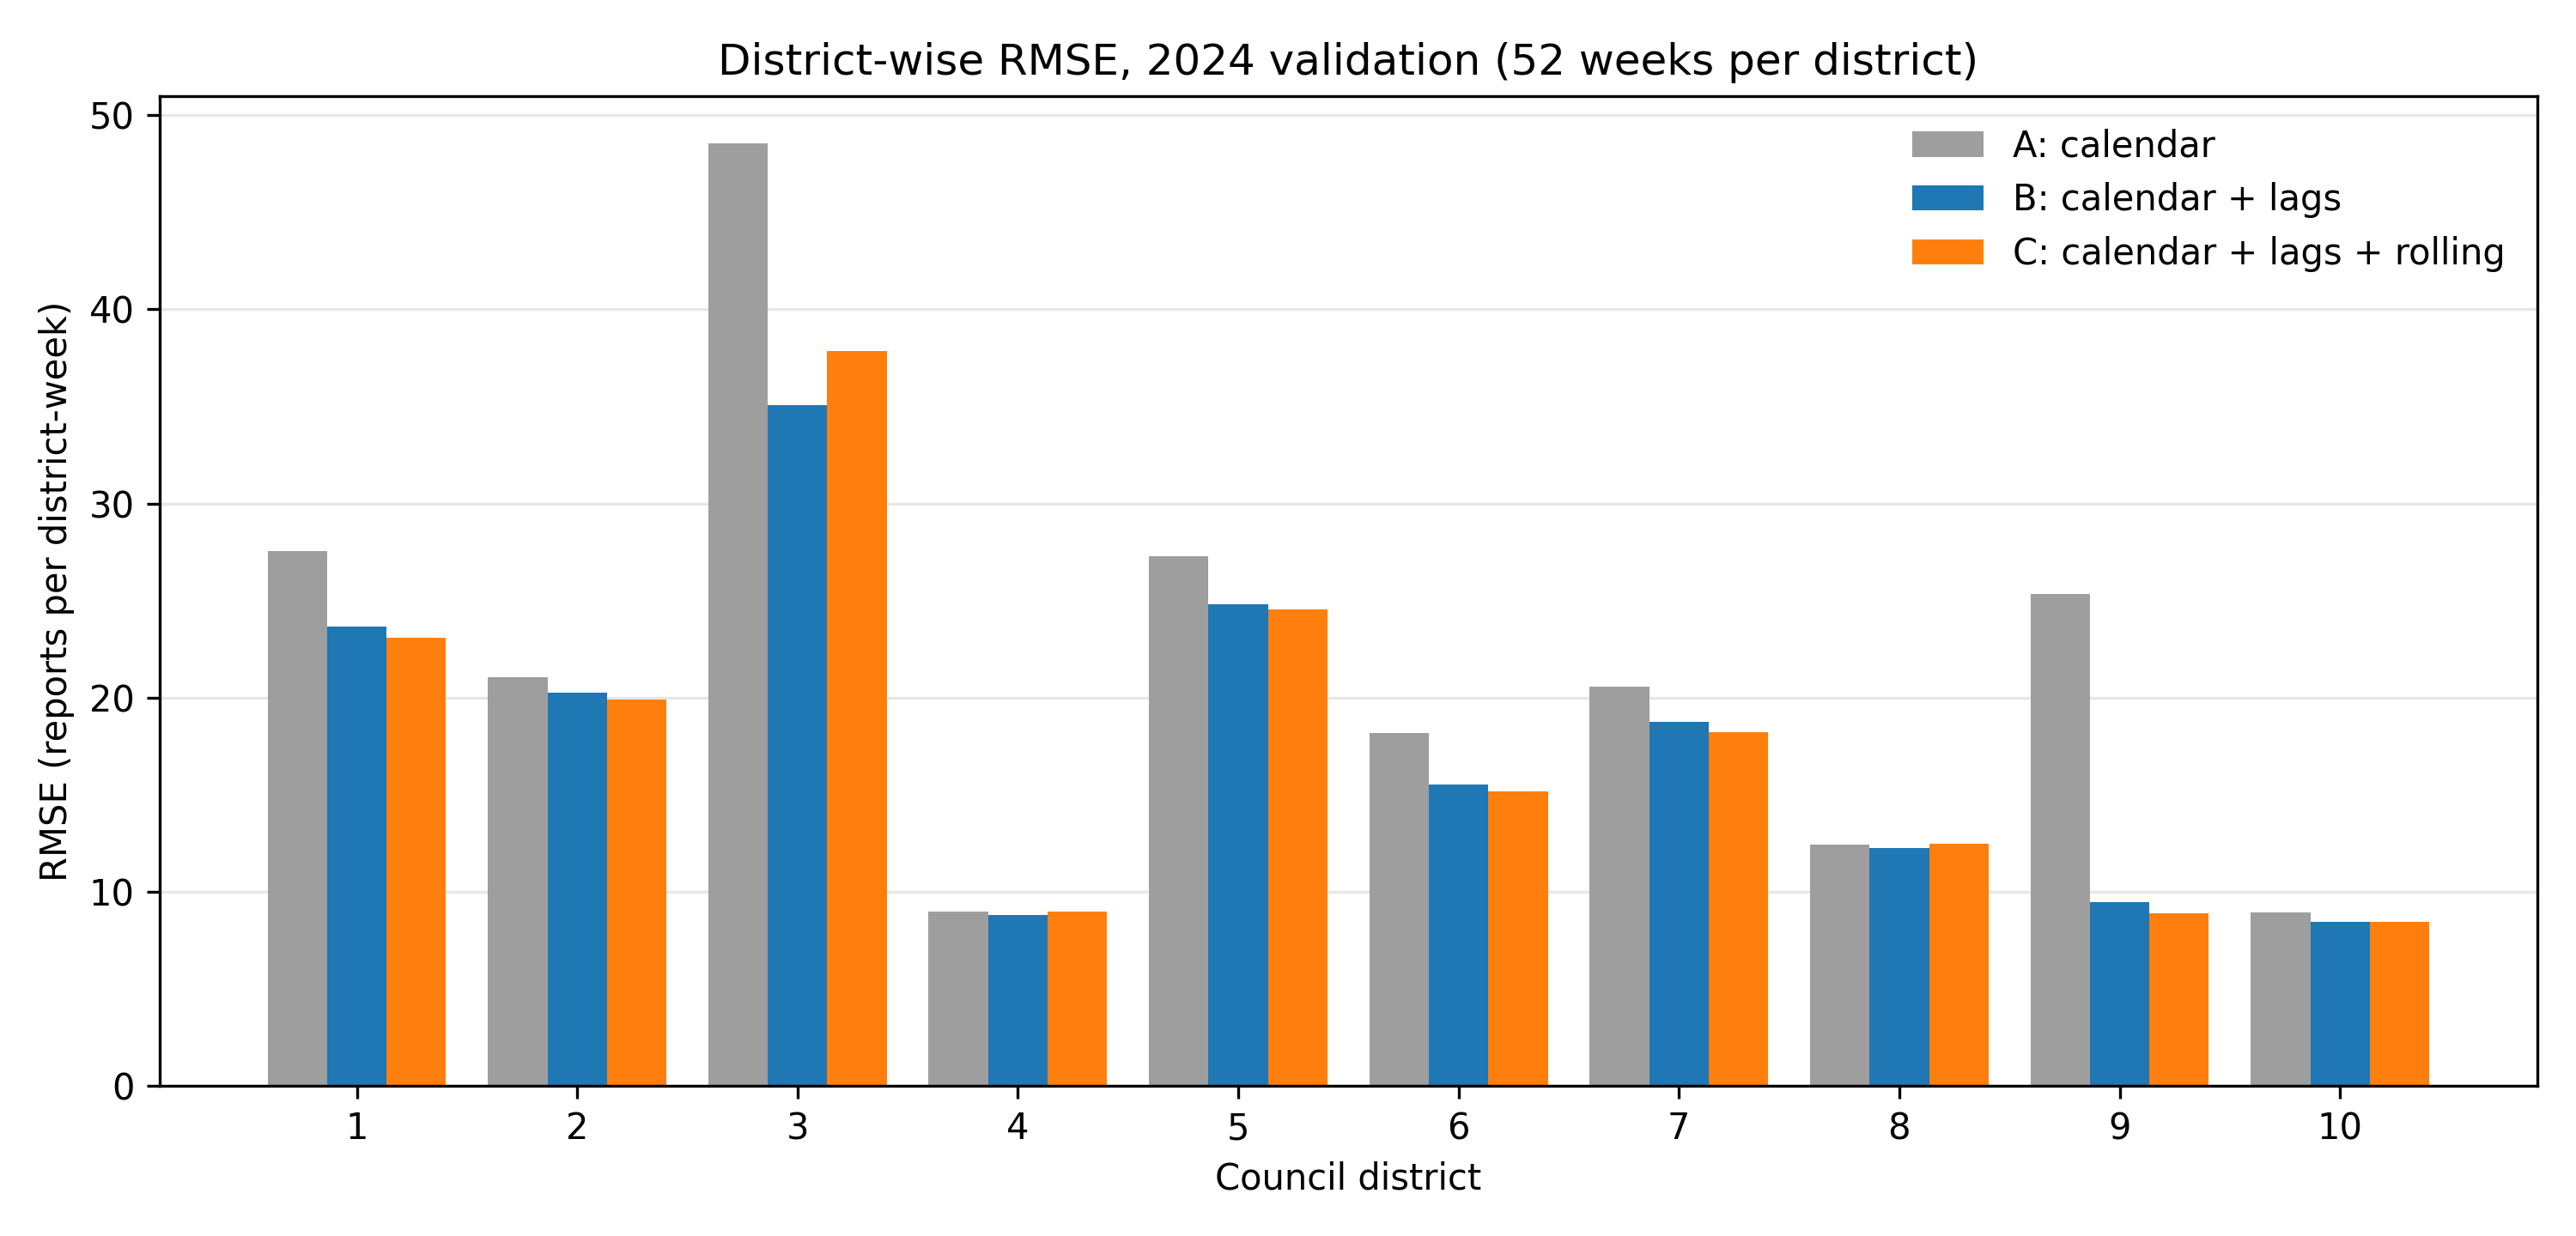 District-wise RMSE, 2024 validation (52 weeks per district)
A: calendar
B: calendar + lags
C: calendar + lags + rolling
RMSE (reports per district-week)
50
40
30
20
10
0
1 2 3 4 5 6 7 8 9 10
Council district